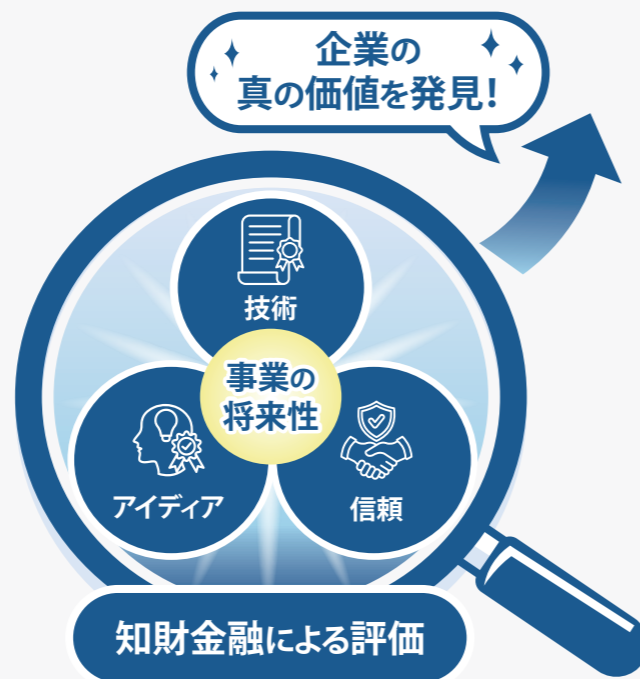 企業の
真の価値を発見！
技術
事業の
将来性
アイディア
信頼
知財金融による評価